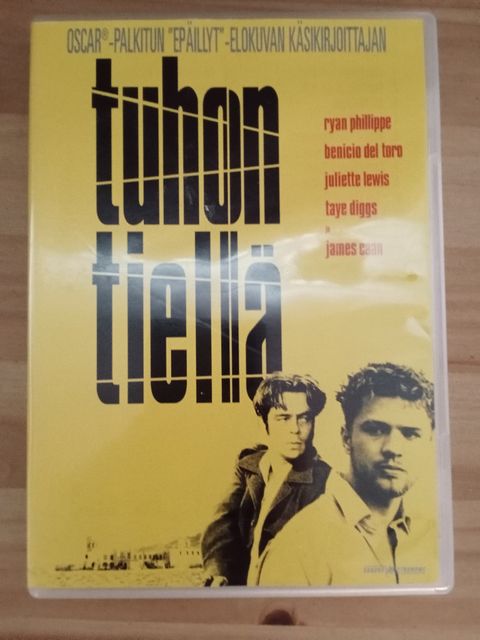 OSCAR®-PALKITUN "EPÄILLYT"-ELOKUVAN KÄSIKIRJOITTAJAN
tuhon
tiellä
ryan phillippe
benicio del toro
juliette lewis
taye diggs
ja
james caan